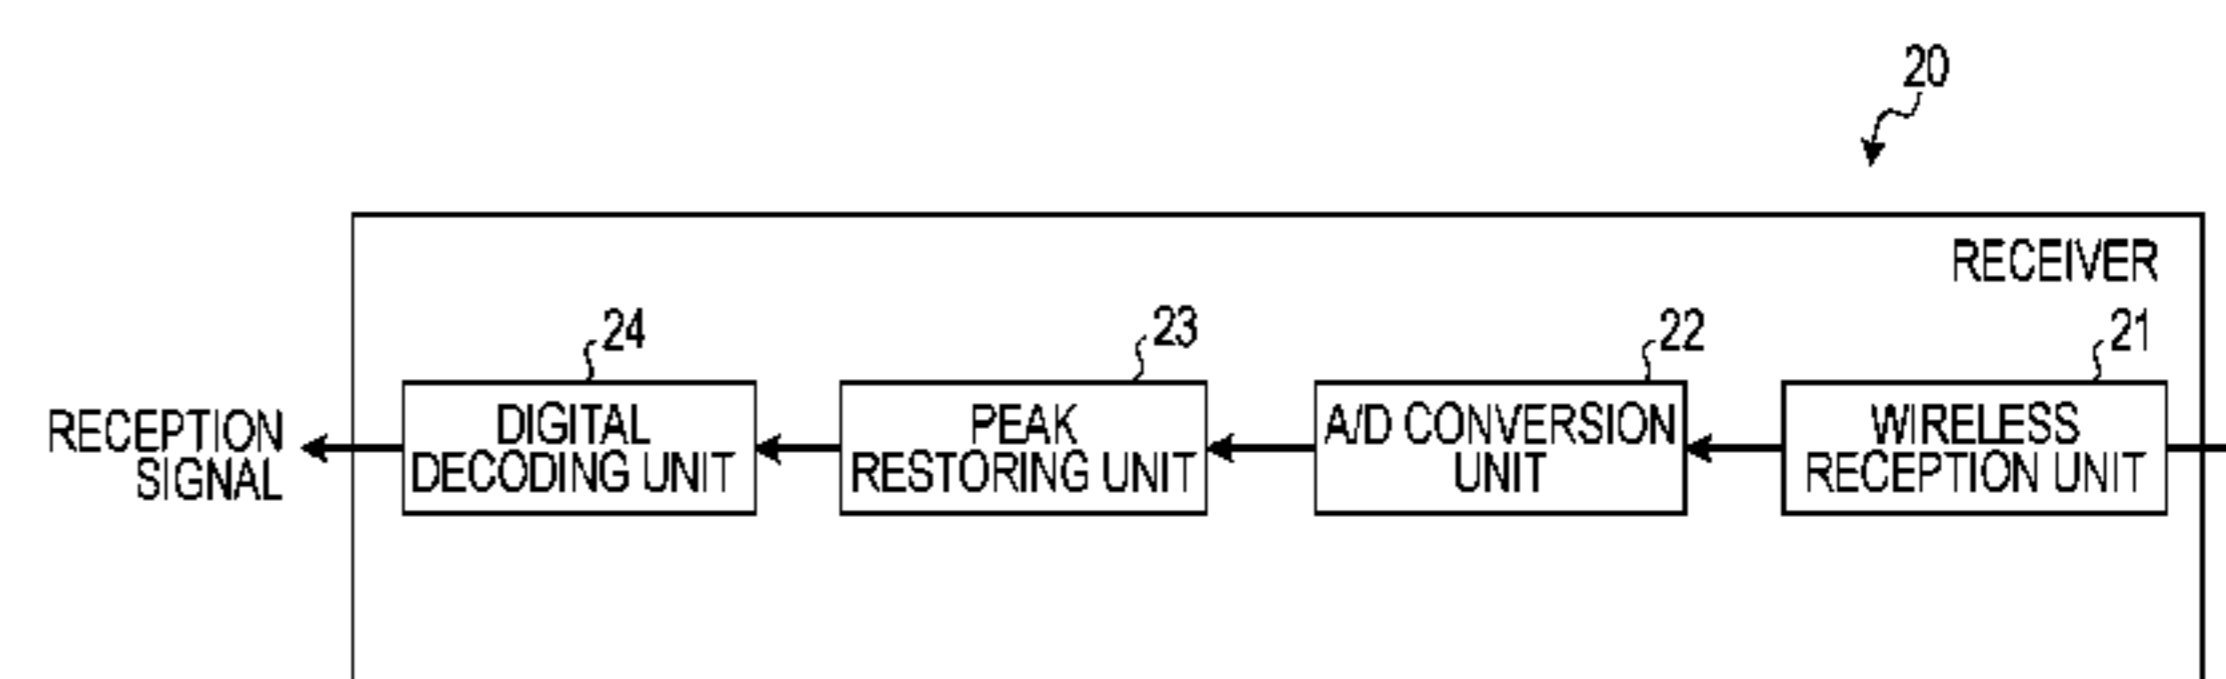 20
RECEIVER
24
23
22
21
RECEPTION
SIGNAL
DIGITAL
DECODING UNIT
PEAK
RESTORING UNIT
A/D CONVERSION
UNIT
WIRELESS
RECEPTION UNIT